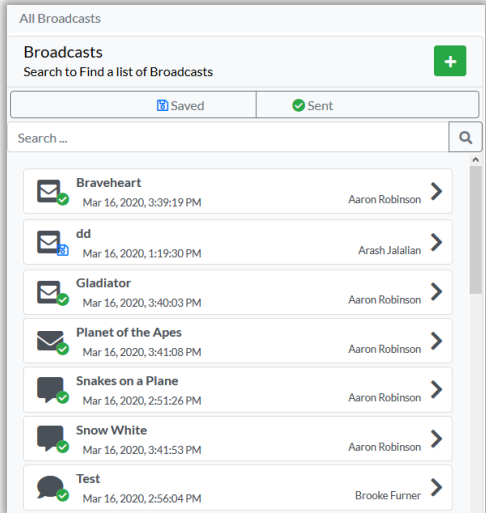 All Broadcasts
Broadcasts
Search to Find a list of Broadcasts
Saved Sent
Search ...
Braveheart
Mar 16, 2020, 3:39:19 PM Aaron Robinson
dd
Mar 16, 2020, 1:19:30 PM Arash Jalalian
Gladiator
Mar 16, 2020, 3:40:03 PM Aaron Robinson
Planet of the Apes
Mar 16, 2020, 3:41:08 PM Aaron Robinson
Snakes on a Plane
Mar 16, 2020, 2:51:26 PM Aaron Robinson
Snow White
Mar 16, 2020, 3:41:53 PM Aaron Robinson
Test
Mar 16, 2020, 2:56:04 PM Brooke Furner